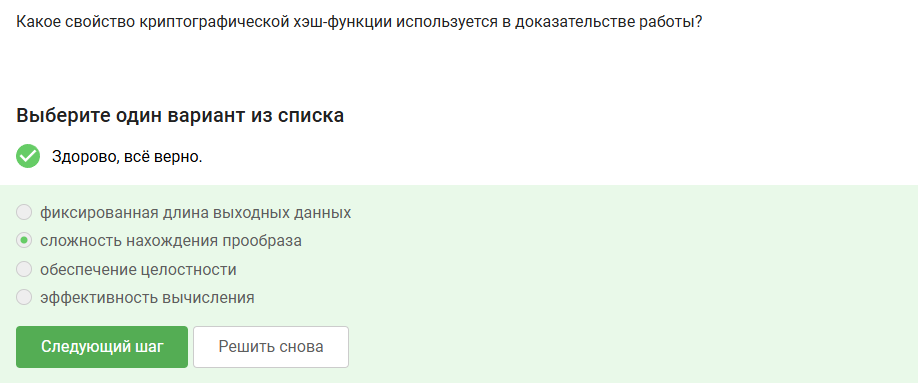 Какое свойство криптографической хэш-функции используется в доказательстве работы?
Выберите один вариант из списка
Здорово, всё верно.
фиксированная длина выходных данных
сложность нахождения прообраза
обеспечение целостности
эффективность вычисления
Следующий шаг
Решить снова